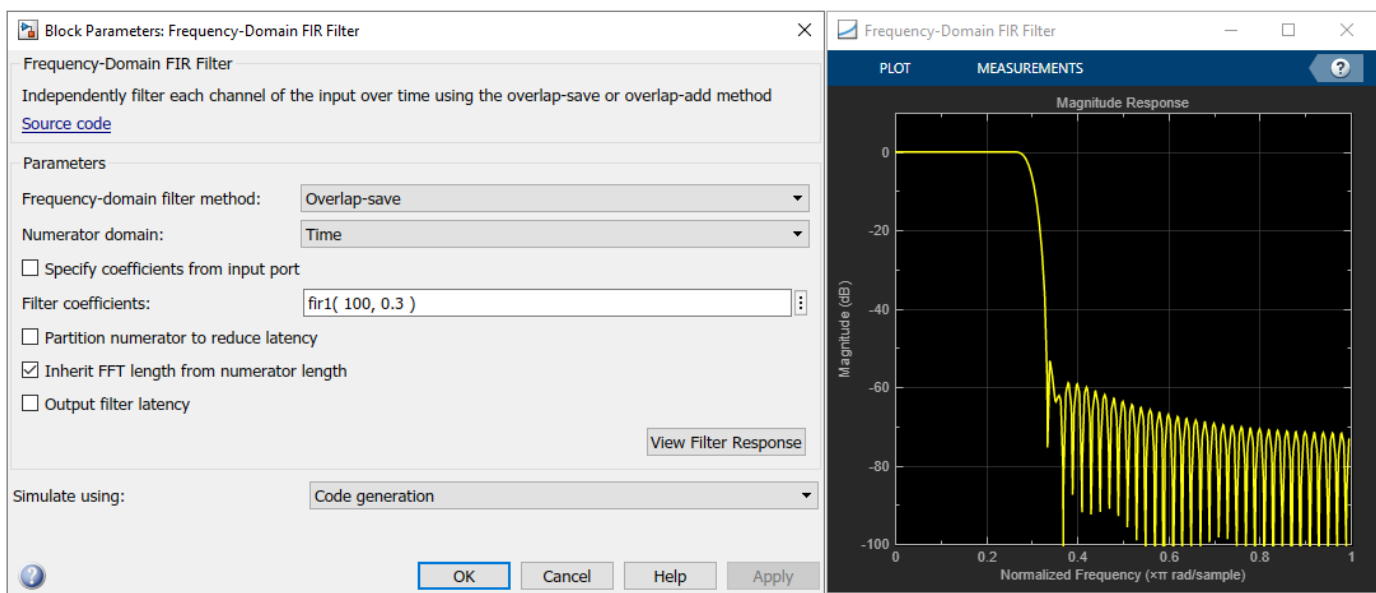 Block Parameters: Frequency-Domain FIR Filter
Frequency-Domain FIR Filter
Independently filter each channel of the input over time using the overlap-save or overlap-add method
Source code
Parameters
Frequency-domain filter method: Overlap-save
Numerator domain: Time
Specify coefficients from input port
Filter coefficients: fir1( 100, 0.3 )
Partition numerator to reduce latency
Inherit FFT length from numerator length
Output filter latency
View Filter Response
Simulate using: Code generation
OK Cancel Help Apply
Frequency-Domain FIR Filter
PLOT MEASUREMENTS ?
Magnitude Response
Magnitude (dB)
0
-20
-40
-60
-80
-100
0 0.2 0.4 0.6 0.8 1
Normalized Frequency (×π rad/sample)